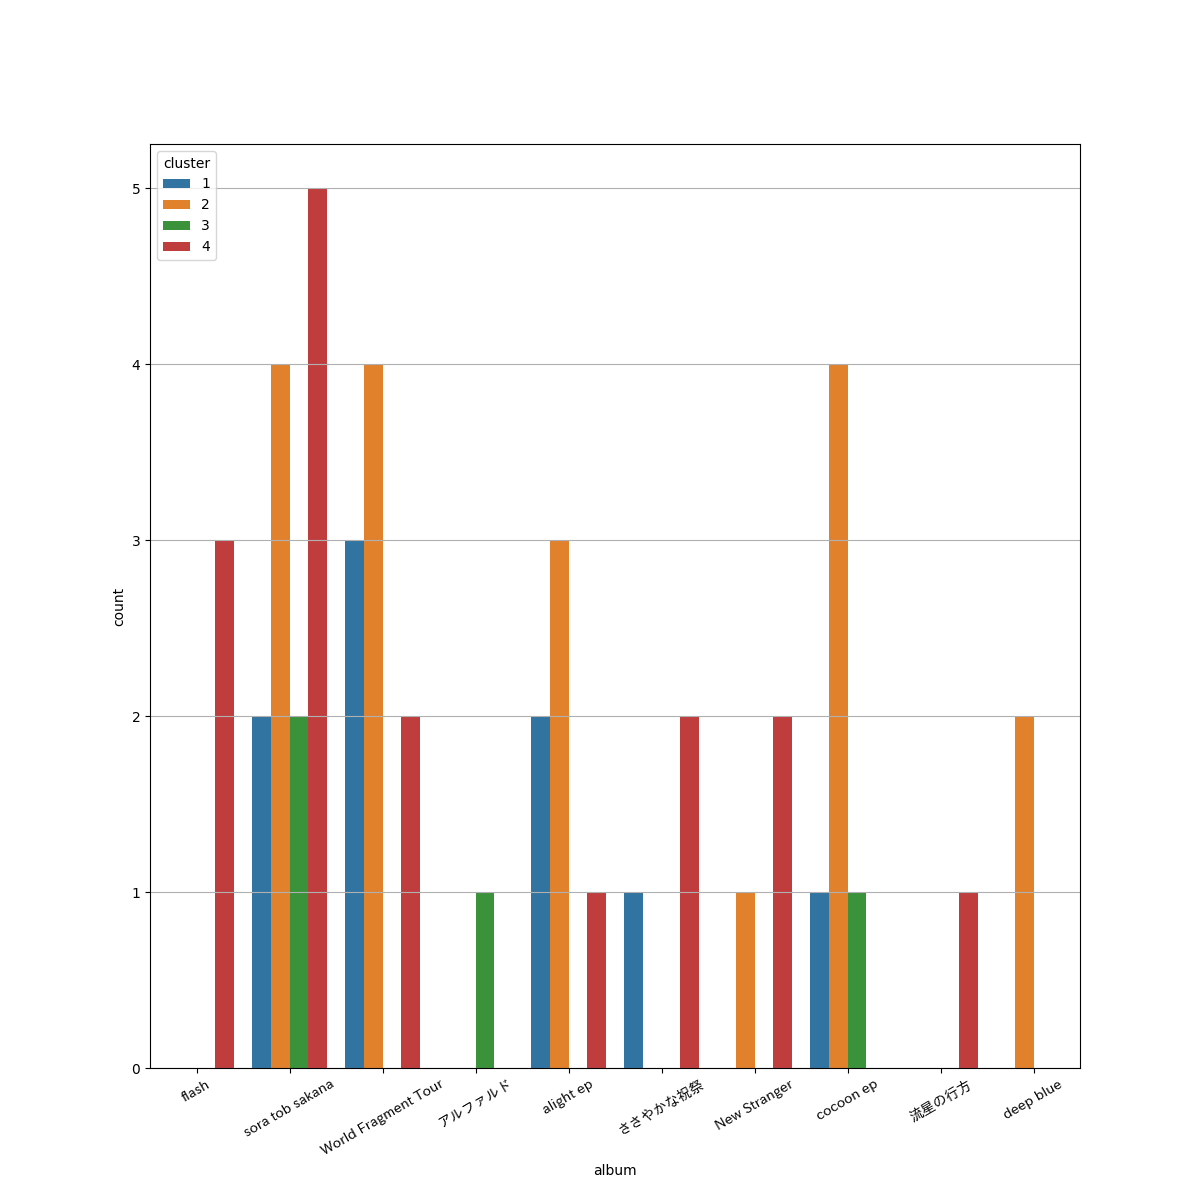 cluster
1
2
3
4
5
4
3
2
1
0
count
flash
sora tob sakana
World Fragment Tour
アルファルド
alight ep
ささやかな祝祭
New Stranger
cocoon ep
流星の行方
deep blue
album